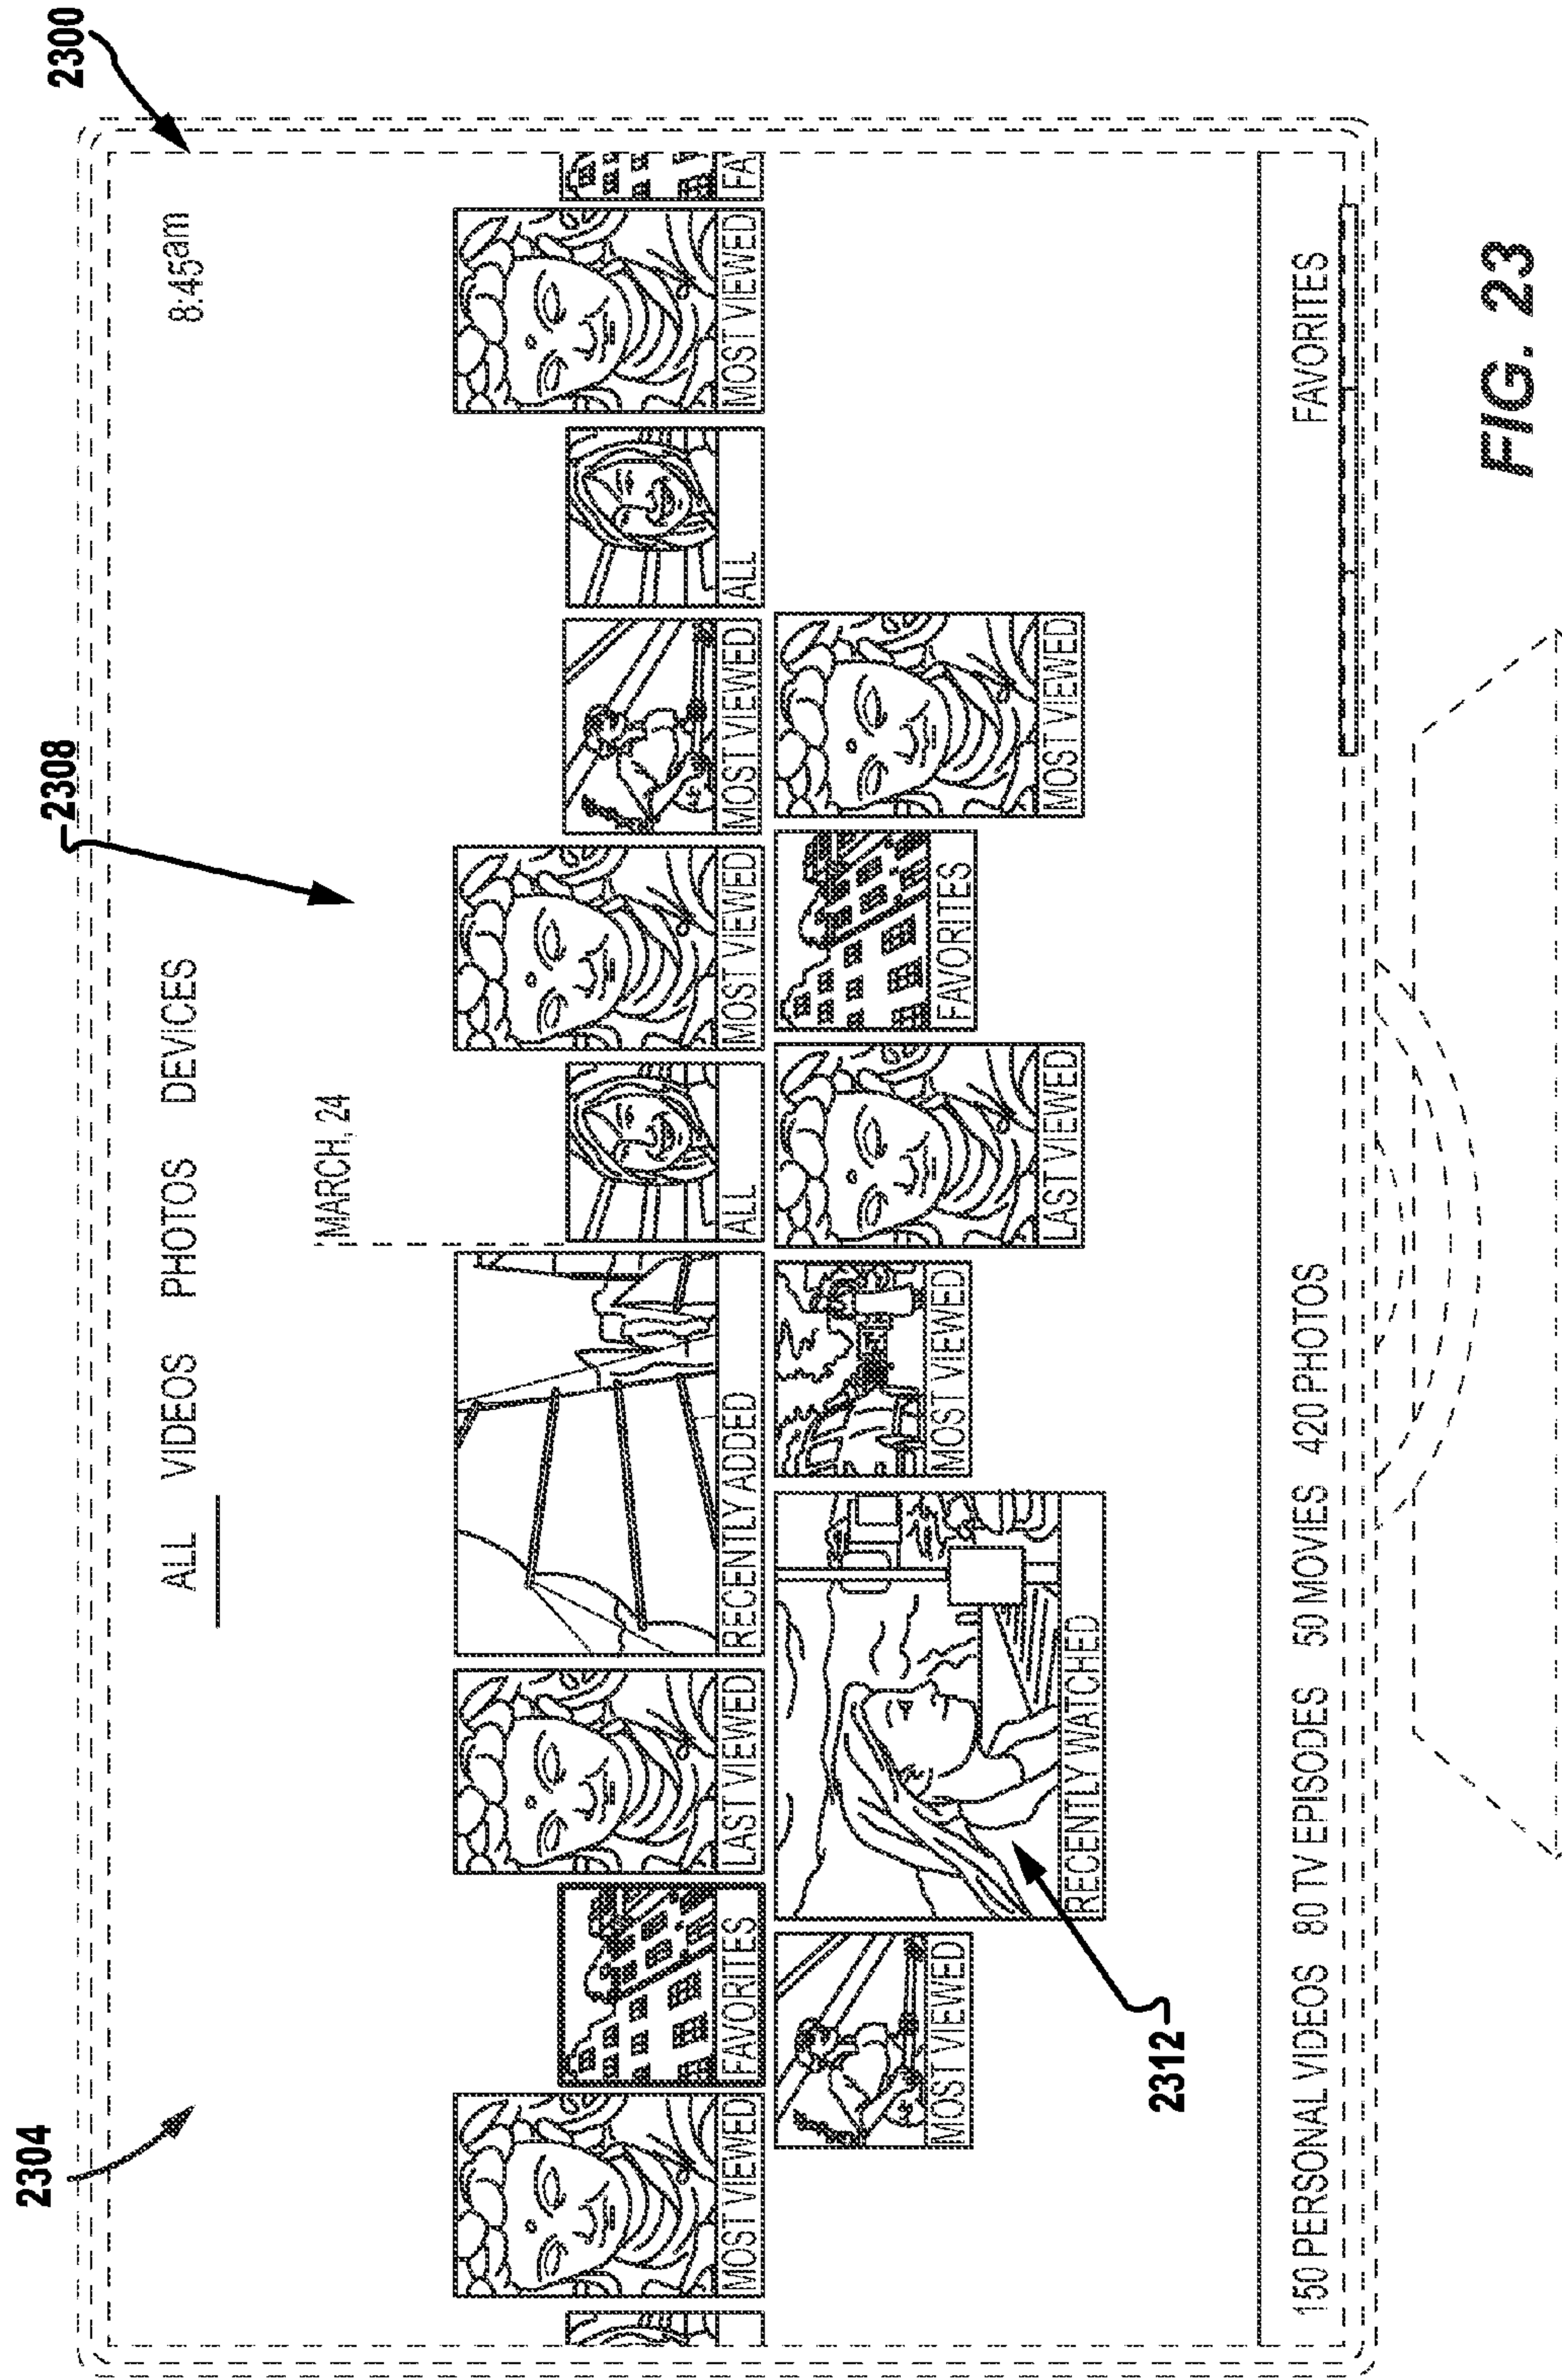 2304
2308
2300
ALL VIDEOS PHOTOS DEVICES
8:45am
MARCH, 24
MOST VIEWED
FAVORITES
LAST VIEWED
RECENTLY ADDED
ALL
MOST VIEWED
MOST VIEWED
ALL
MOST VIEWED
FA
MOST VIEWED
RECENTLY WATCHED
MOST VIEWED
LAST VIEWED
FAVORITES
MOST VIEWED
2312
150 PERSONAL VIDEOS 80 TV EPISODES 50 MOVIES 420 PHOTOS
FAVORITES
FIG. 23